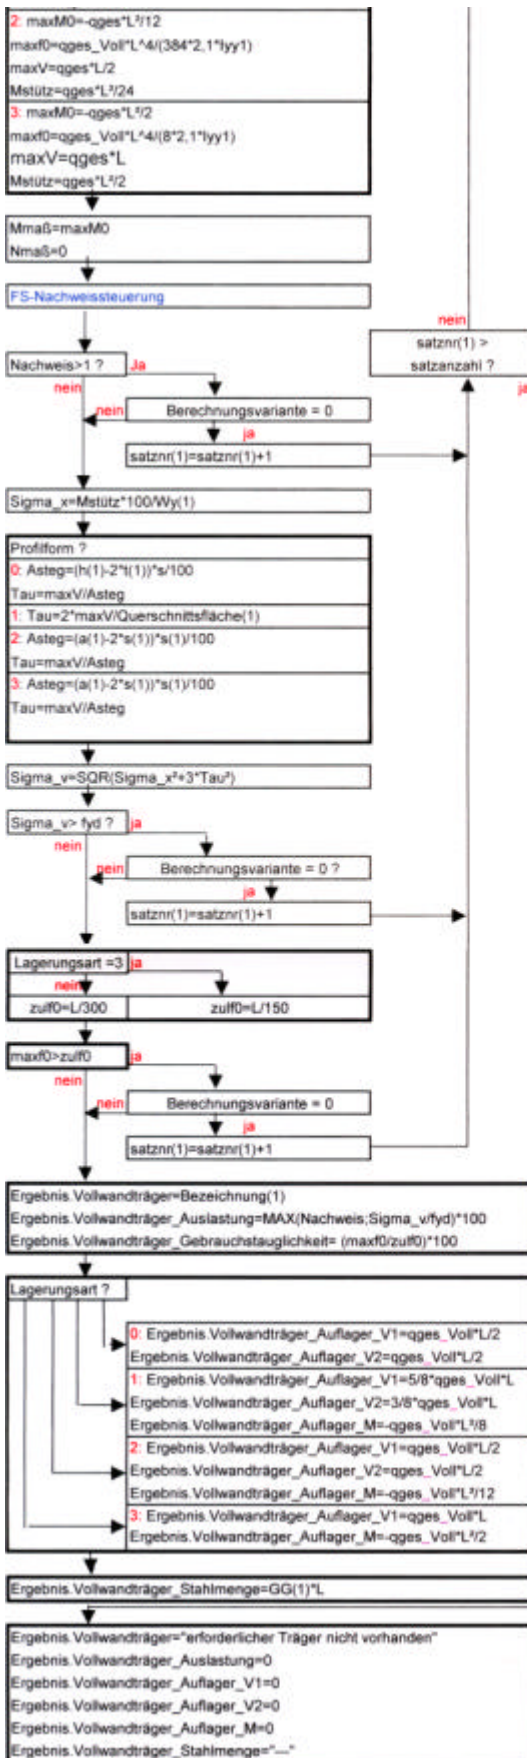 2: maxM0=-qges*L²/12
maxf0=qges_Voll*L^4/(384*2,1*Iyy1)
maxV=qges*L/2
Mstütz=qges*L²/24
3: maxM0=-qges*L²/2
maxf0=qges_Voll*L^4/(8*2,1*Iyy1)
maxV=qges*L
Mstütz=qges*L²/2
Mmaß=maxM0
Nmaß=0
FS-Nachweissteuerung
nein
satznr(1) >
satzanzahl ?
ja
Nachweis>1 ? Ja
nein
nein Berechnungsvariante = 0
ja
satznr(1)=satznr(1)+1
Sigma_x=Mstütz*100/Wy(1)
Profilform ?
0: Asteg=(h(1)-2*t(1))*s/100
Tau=maxV/Asteg
1: Tau=2*maxV/Querschnittsfläche(1)
2: Asteg=(a(1)-2*s(1))*s(1)/100
Tau=maxV/Asteg
3: Asteg=(a(1)-2*s(1))*s(1)/100
Tau=maxV/Asteg
Sigma_v=SQR(Sigma_x²+3*Tau²)
Sigma_v> fyd ? ja
nein
nein Berechnungsvariante = 0 ?
ja
satznr(1)=satznr(1)+1
Lagerungsart =3 ja
nein
zulf0=L/300 zulf0=L/150
maxf0>zulf0 ja
nein
nein Berechnungsvariante = 0
ja
satznr(1)=satznr(1)+1
Ergebnis.Vollwandträger=Bezeichnung(1)
Ergebnis.Vollwandträger_Auslastung=MAX(Nachweis;Sigma_v/fyd)*100
Ergebnis.Vollwandträger_Gebrauchstauglichkeit= (maxf0/zulf0)*100
Lagerungsart ?
0: Ergebnis.Vollwandträger_Auflager_V1=qges_Voll*L/2
Ergebnis.Vollwandträger_Auflager_V2=qges_Voll*L/2
1: Ergebnis.Vollwandträger_Auflager_V1=5/8*qges_Voll*L
Ergebnis.Vollwandträger_Auflager_V2=3/8*qges_Voll*L
Ergebnis.Vollwandträger_Auflager_M=-qges_Voll*L²/8
2: Ergebnis.Vollwandträger_Auflager_V1=qges_Voll*L/2
Ergebnis.Vollwandträger_Auflager_V2=qges_Voll*L/2
Ergebnis.Vollwandträger_Auflager_M=-qges_Voll*L²/12
3: Ergebnis.Vollwandträger_Auflager_V1=qges_Voll*L
Ergebnis.Vollwandträger_Auflager_M=-qges_Voll*L²/2
Ergebnis.Vollwandträger_Stahlmenge=GG(1)*L
Ergebnis.Vollwandträger="erforderlicher Träger nicht vorhanden"
Ergebnis.Vollwandträger_Auslastung=0
Ergebnis.Vollwandträger_Auflager_V1=0
Ergebnis.Vollwandträger_Auflager_V2=0
Ergebnis.Vollwandträger_Auflager_M=0
Ergebnis.Vollwandträger_Stahlmenge="---"